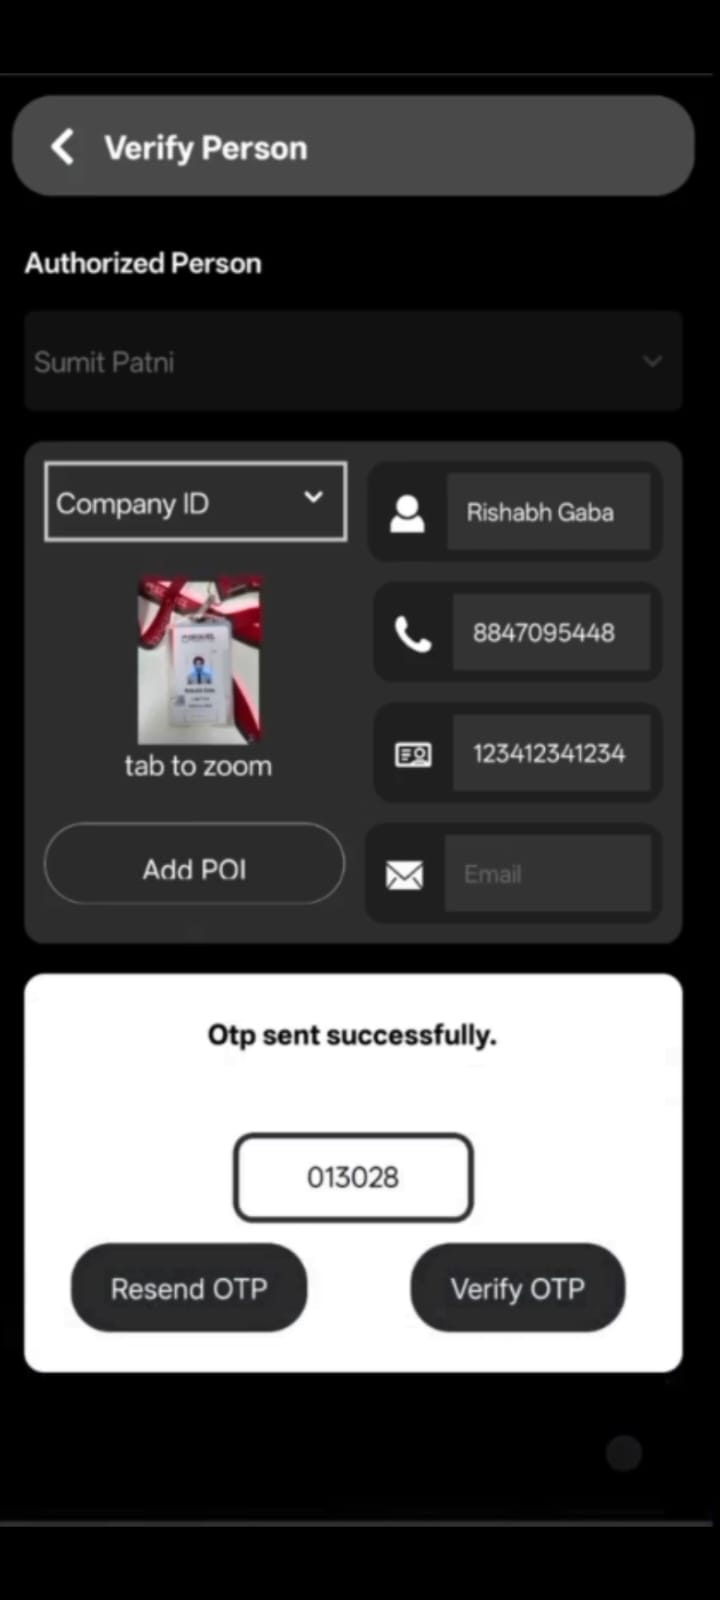 Verify Person
Authorized Person
Sumit Patni
Company ID
tab to zoom
Add POI
Rishabh Gaba
8847095448
123412341234
Email
Otp sent successfully.
013028
Resend OTP
Verify OTP